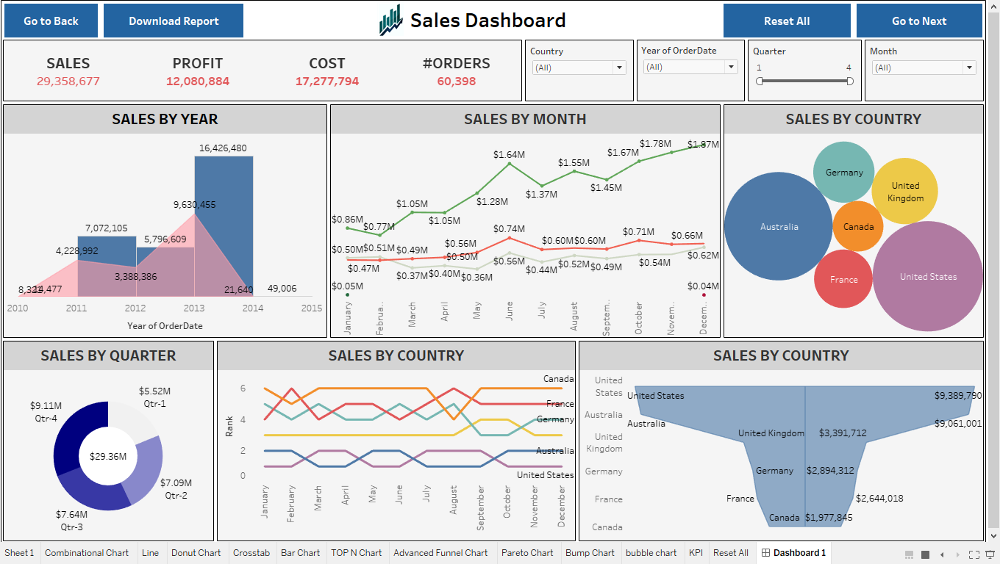 Go to Back
Download Report
Sales Dashboard
Reset All
Go to Next
SALES
29,358,677
PROFIT
12,080,884
COST
17,277,794
#ORDERS
60,398
Country
(All)
Year of OrderDate
(All)
Quarter
1
4
Month
(All)
SALES BY YEAR
16,426,480
9,630,455
7,072,105
5,796,609
4,228,992
3,388,386
21,640
49,006
2010
2011
2012
2013
2014
2015
Year of OrderDate
SALES BY MONTH
$0.86M
$0.77M
$1.05M
$1.05M
$1.28M
$1.64M
$1.37M
$1.55M
$1.45M
$1.67M
$1.78M
$1.87M
$0.50M
$0.51M
$0.49M
$0.56M
$0.74M
$0.60M
$0.60M
$0.71M
$0.66M
$0.47M
$0.37M
$0.40M
$0.50M
$0.36M
$0.56M
$0.44M
$0.52M
$0.49M
$0.54M
$0.62M
$0.05M
$0.04M
January
Februa..
March
April
May
June
July
August
Septem..
October
Novem..
Decem..
SALES BY COUNTRY
Germany
United
Kingdom
Australia
Canada
France
United States
SALES BY QUARTER
$5.52M
Qtr-1
$9.11M
Qtr-4
$29.36M
$7.09M
Qtr-2
$7.64M
Qtr-3
SALES BY COUNTRY
Rank
6
4
2
0
Canada
France
Germany
Australia
United States
January
February
March
April
May
June
July
August
September
October
November
December
SALES BY COUNTRY
United
States
Australia
United
Kingdom
Germany
France
Canada
United States
$9,389,790
Australia
$9,061,001
United Kingdom
$3,391,712
Germany
$2,894,312
France
$2,644,018
Canada
$1,977,845
Sheet 1
Combinational Chart
Line
Donut Chart
Crosstab
Bar Chart
TOP N Chart
Advanced Funnel Chart
Pareto Chart
Bump Chart
bubble chart
KPI
Reset All
Dashboard 1